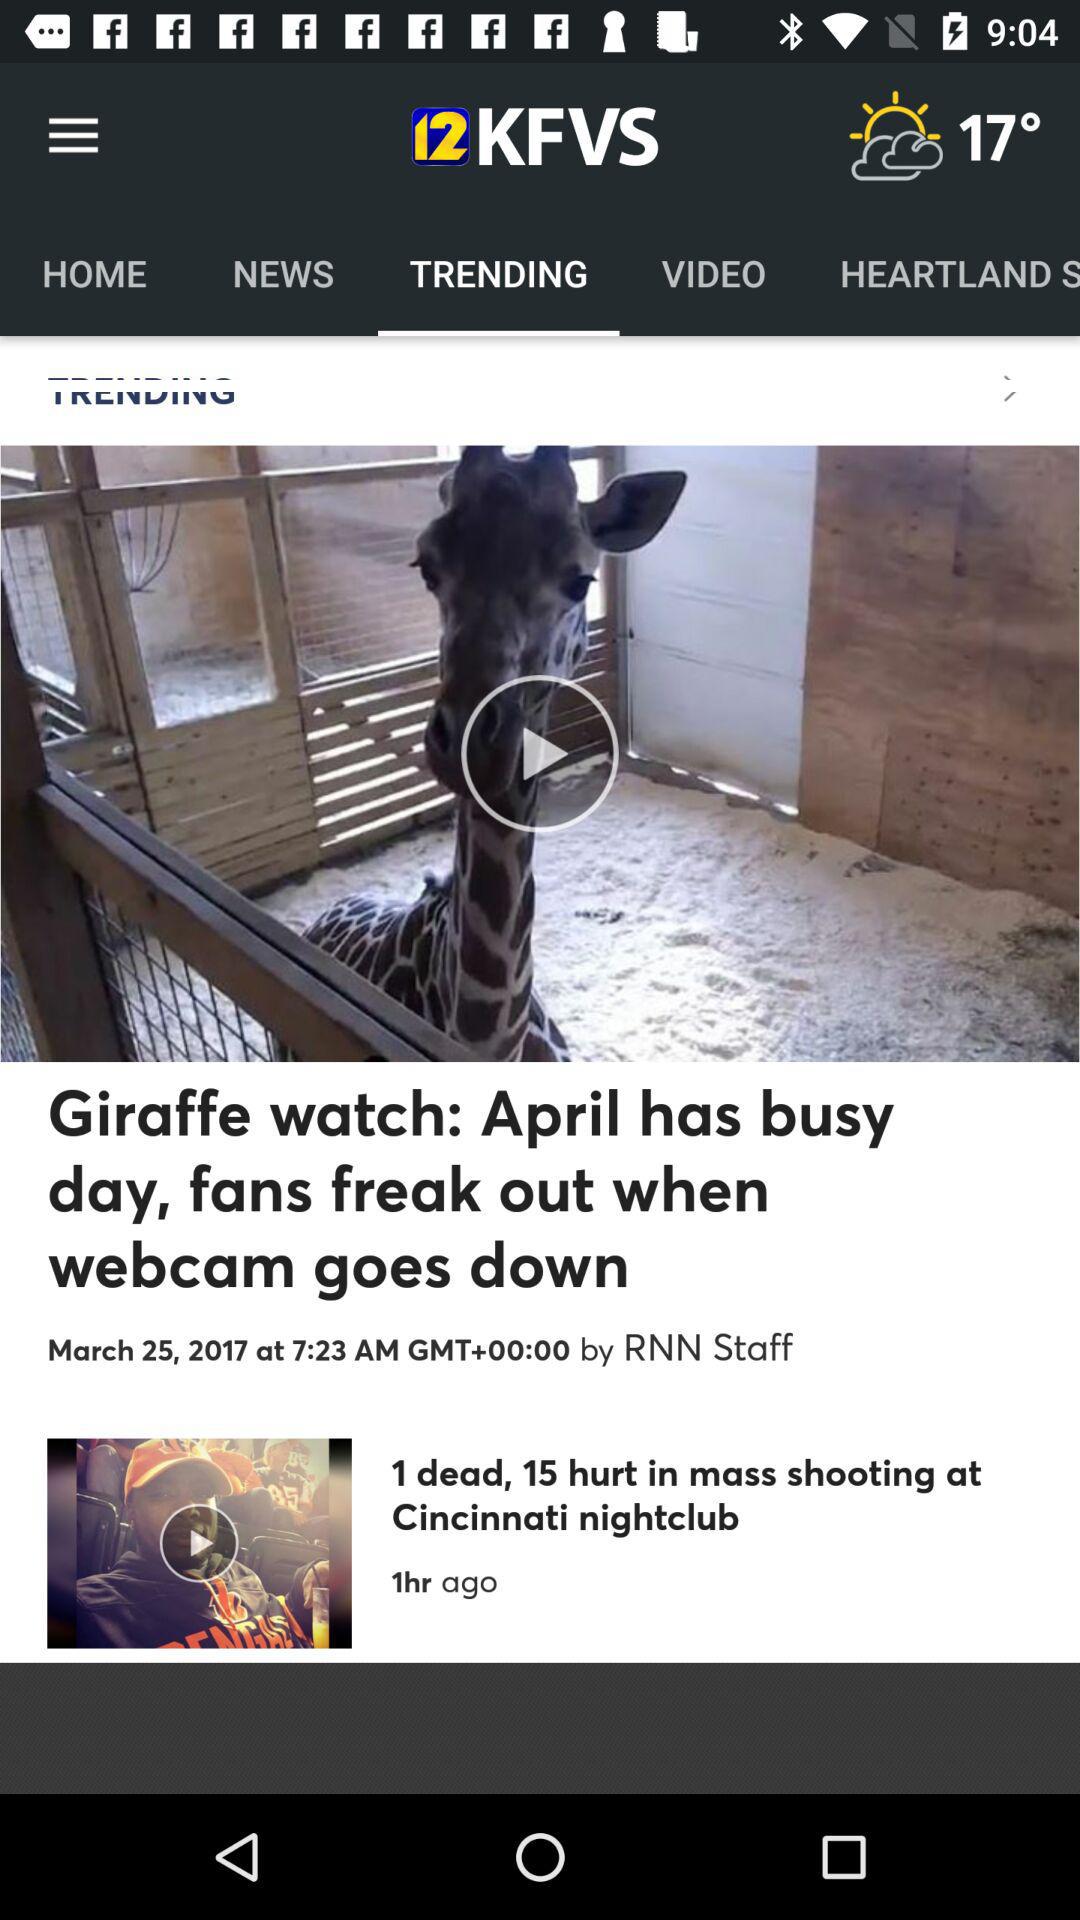 9:04
12 KFVS
17°
HOME NEWS TRENDING VIDEO HEARTLAND S
TRENDING
Giraffe watch: April has busy
day, fans freak out when
webcam goes down
March 25, 2017 at 7:23 AM GMT+00:00 by RNN Staff
1 dead, 15 hurt in mass shooting at
Cincinnati nightclub
1hr ago